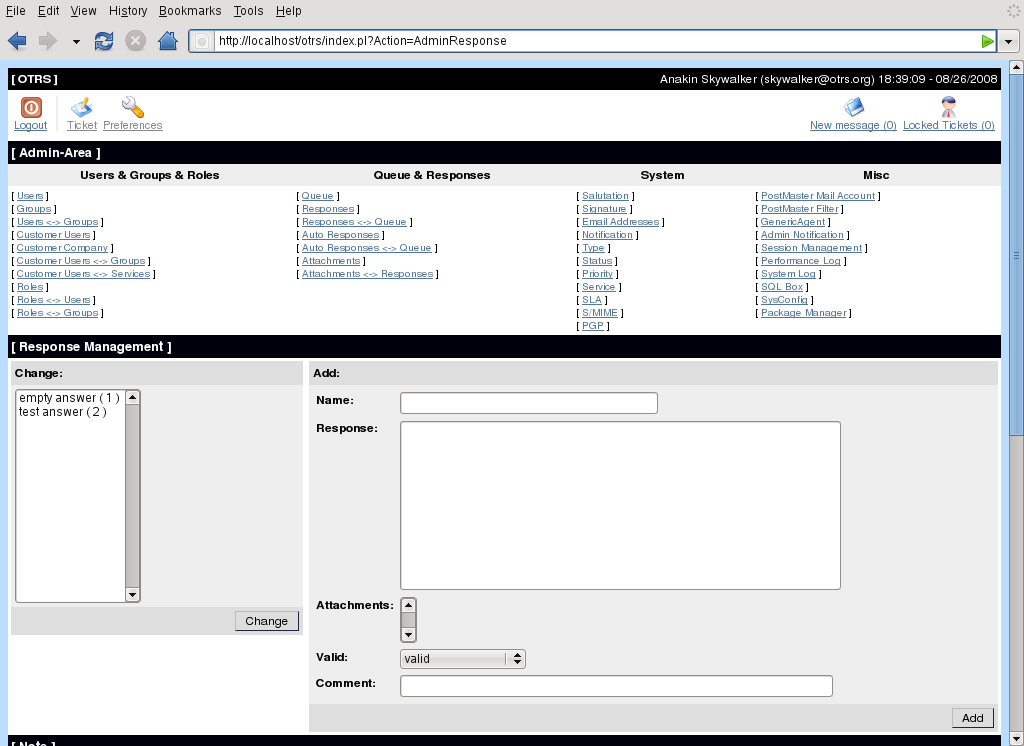 File Edit View History Bookmarks Tools Help
http://localhost/otrs/index.pl?Action=AdminResponse
[ OTRS ] Anakin Skywalker (skywalker@otrs.org) 18:39:09 - 08/26/2008
Logout Ticket Preferences New message (0) Locked Tickets (0)
[ Admin-Area ]
Users & Groups & Roles Queue & Responses System Misc
[ Users ] [ Queue ] [ Salutation ] [ PostMaster Mail Account ]
[ Groups ] [ Responses ] [ Signature ] [ PostMaster Filter ]
[ Users <-> Groups ] [ Responses <-> Queue ] [ Email Addresses ] [ GenericAgent ]
[ Customer Users ] [ Auto Responses ] [ Notification ] [ Admin Notification ]
[ Customer Company ] [ Auto Responses <-> Queue ] [ Type ] [ Session Management ]
[ Customer Users <-> Groups ] [ Attachments ] [ Status ] [ Performance Log ]
[ Customer Users <-> Services ] [ Attachments <-> Responses ] [ Priority ] [ System Log ]
[ Roles ] [ Service ] [ SQL Box ]
[ Roles <-> Users ] [ SLA ] [ SysConfig ]
[ Roles <-> Groups ] [ S/MIME ] [ Package Manager ]
[ PGP ]
[ Response Management ]
Change:
empty answer ( 1 )
test answer ( 2 )
Change
Add:
Name:
Response:
Attachments:
Valid: valid
Comment:
Add
[ Note ]